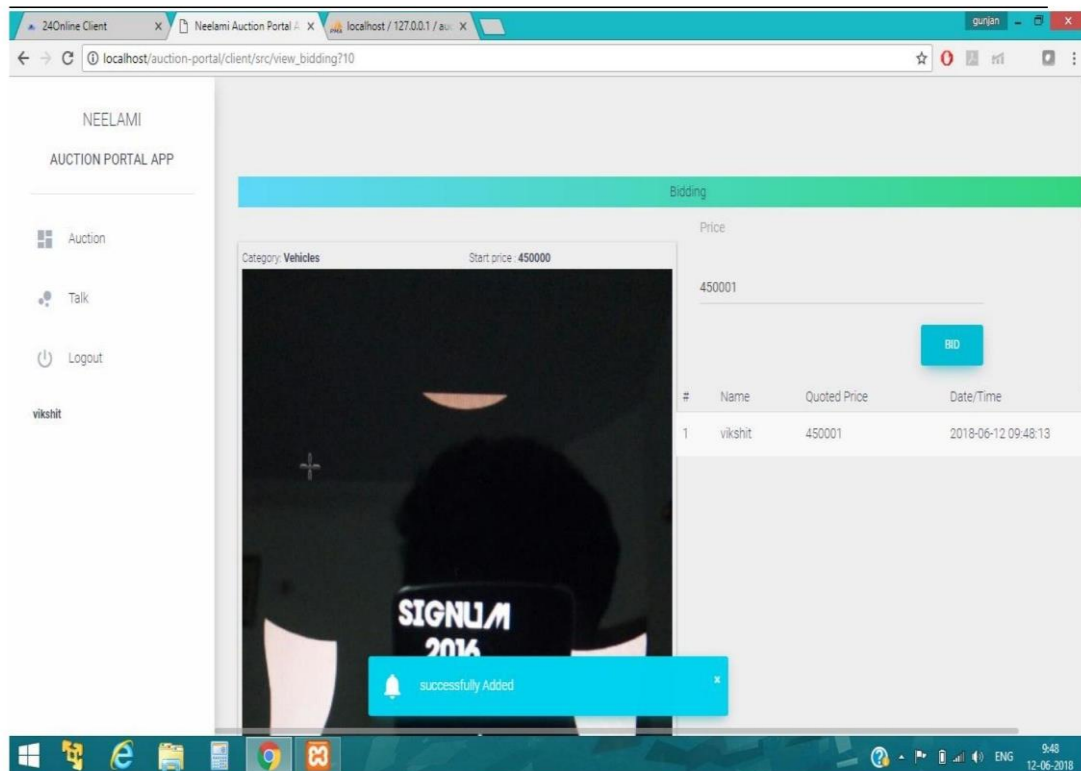 24Online Client
Neelami Auction Portal A
localhost / 127.0.0.1 / auc
gunjan
localhost/auction-portal/client/src/view_bidding?10
NEELAMI
AUCTION PORTAL APP
Auction
Talk
Logout
vikshit
Bidding
Category: Vehicles Start price : 450000
Price
450001
BID
# Name Quoted Price Date/Time
1 vikshit 450001 2018-06-12 09:48:13
SIGNUM
2016
successfully Added x
ENG
9:48
12-06-2018